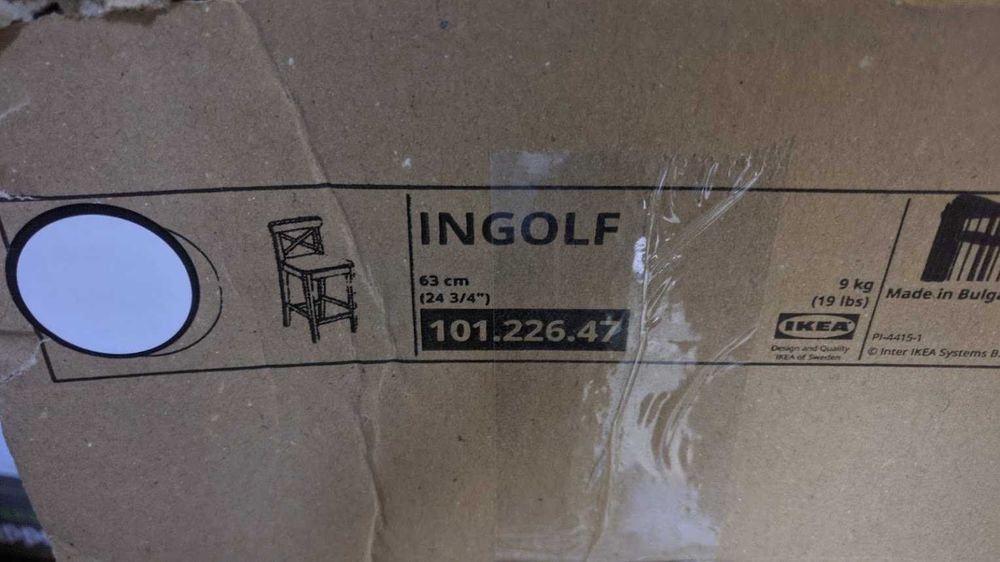 INGOLF
63 cm
(24 3/4")
101.226.47
9 kg
(19 lbs)
IKEA
Design and Quality
IKEA of Sweden
Made in
PI-4415-1
© Inter IKEA Systems